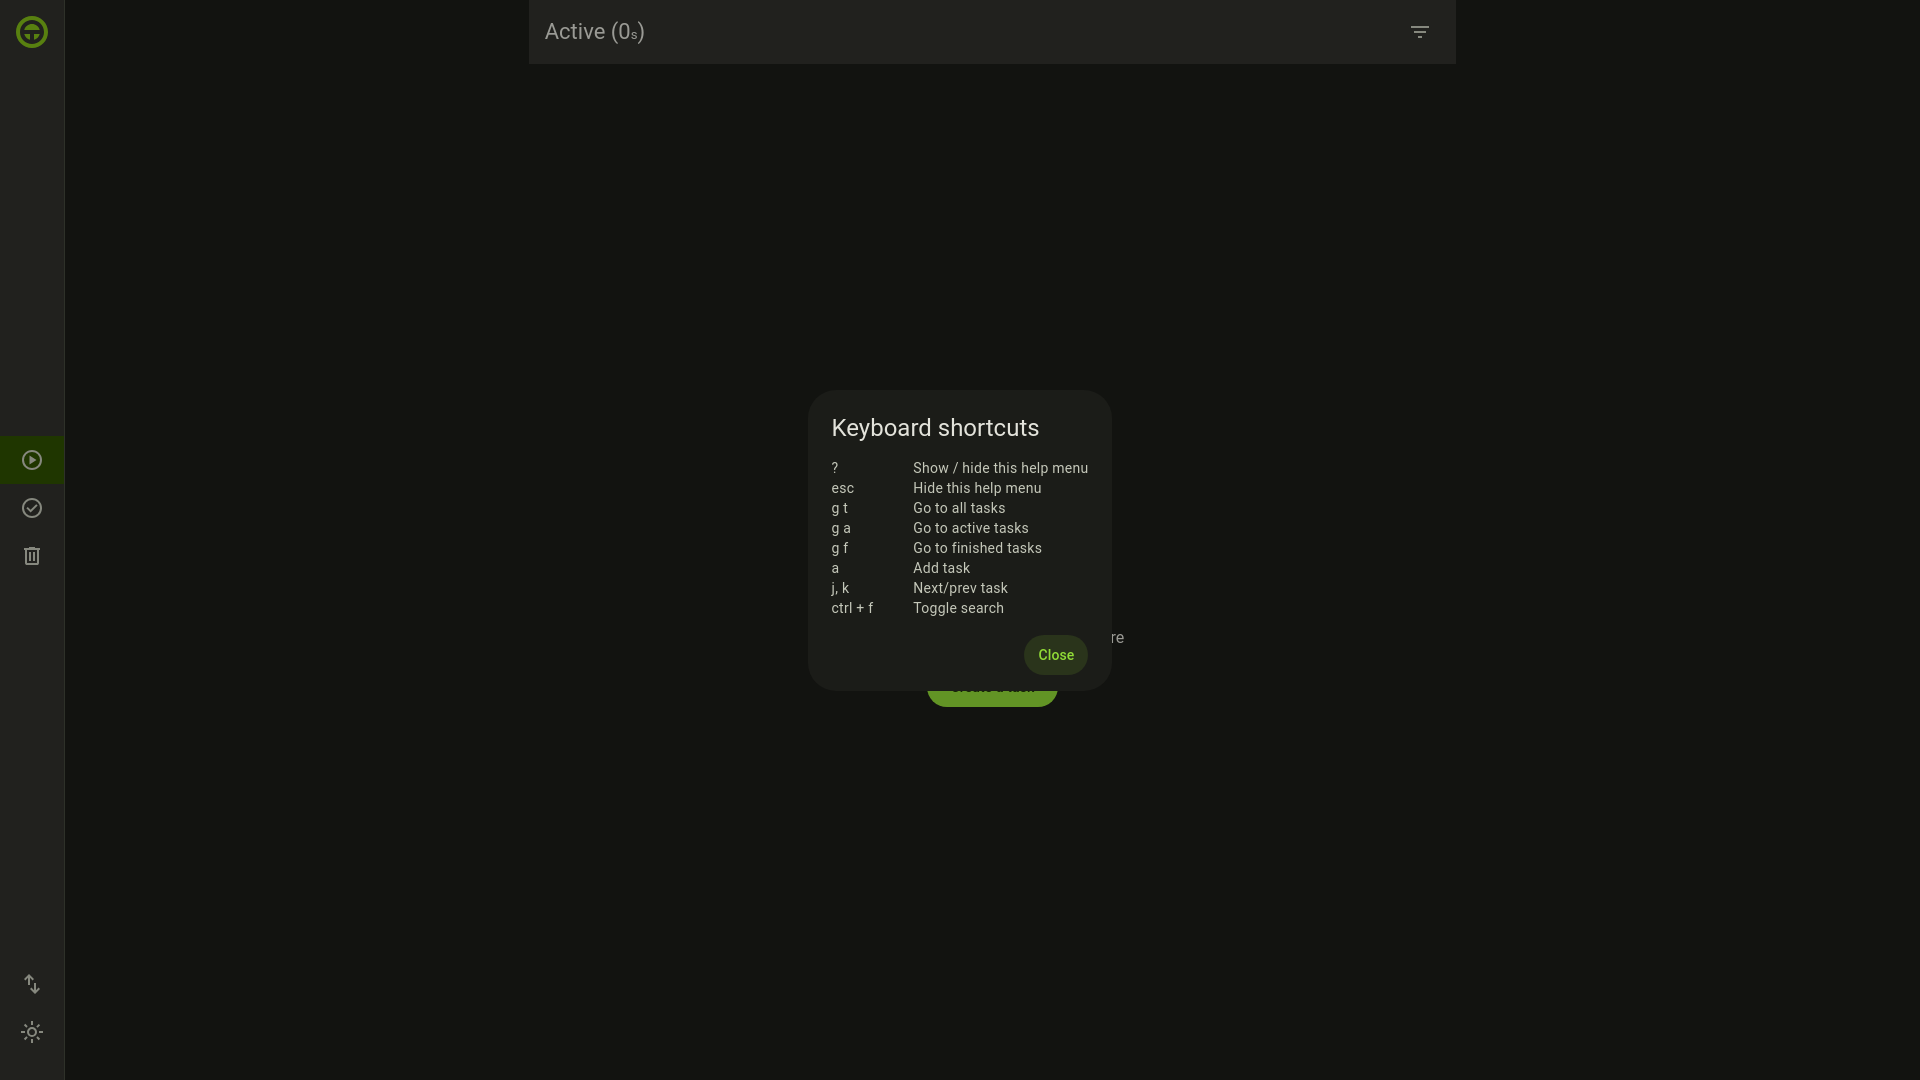 Active (0s)
Keyboard shortcuts
? Show / hide this help menu
esc Hide this help menu
g t Go to all tasks
g a Go to active tasks
g f Go to finished tasks
a Add task
j, k Next/prev task
ctrl + f Toggle search
re
Close